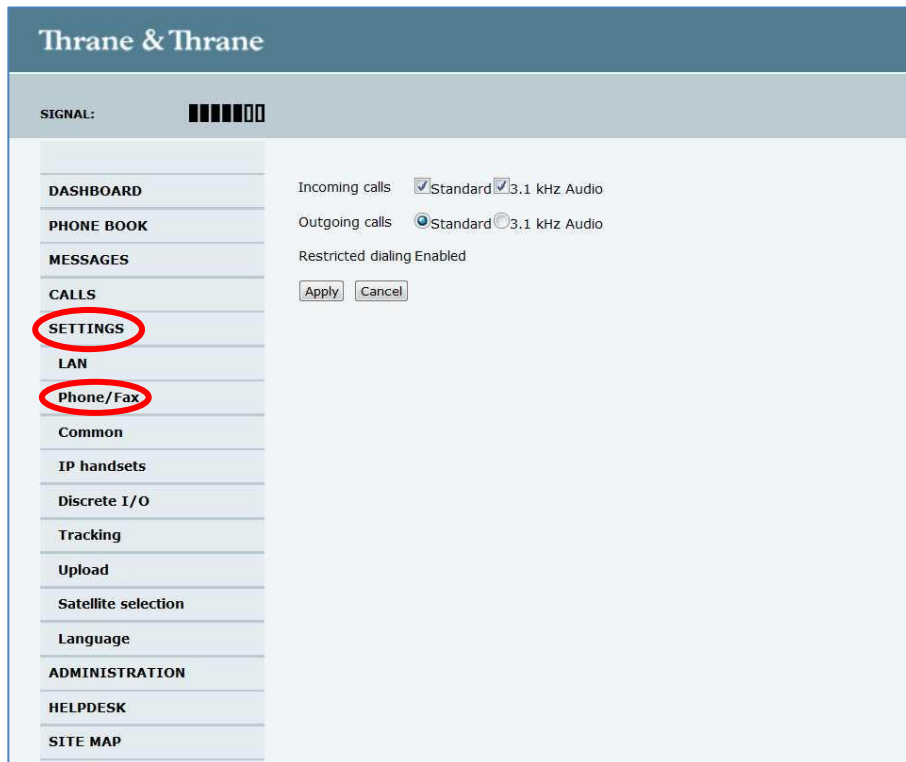 Thrane & Thrane
SIGNAL:
DASHBOARD
PHONE BOOK
MESSAGES
CALLS
SETTINGS
LAN
Phone/Fax
Common
IP handsets
Discrete I/O
Tracking
Upload
Satellite selection
Language
ADMINISTRATION
HELPDESK
SITE MAP
Incoming calls Standard 3.1 kHz Audio
Outgoing calls Standard 3.1 kHz Audio
Restricted dialing Enabled
Apply Cancel